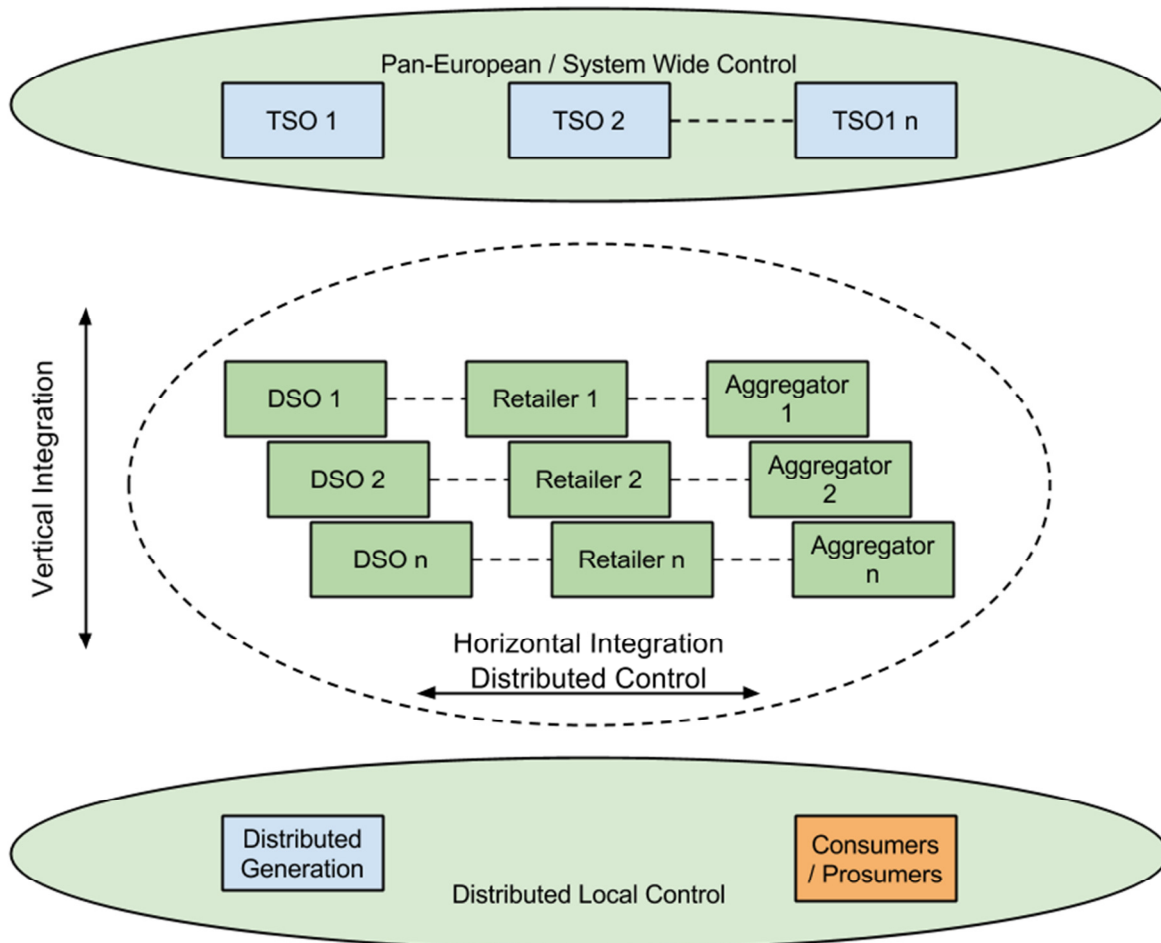 Pan-European / System Wide Control
TSO 1
TSO 2
TSO1 n
Vertical Integration
DSO 1
Retailer 1
Aggregator
1
DSO 2
Retailer 2
Aggregator
2
DSO n
Retailer n
Aggregator
n
Horizontal Integration
Distributed Control
Distributed
Generation
Consumers
/ Prosumers
Distributed Local Control